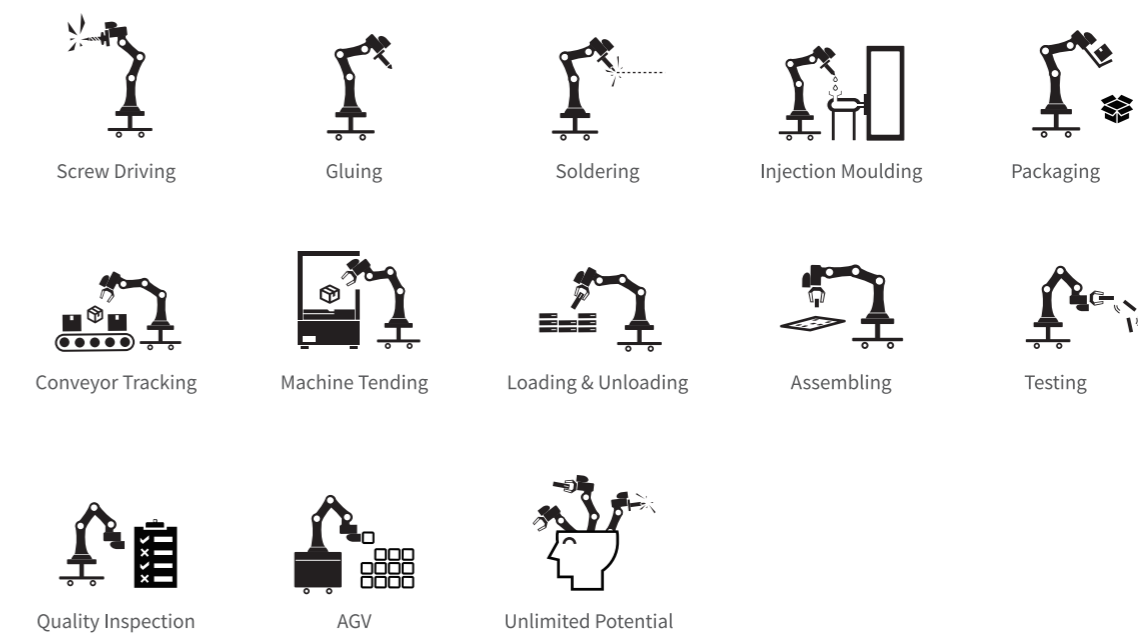 Screw Driving
Gluing
Soldering
Injection Moulding
Packaging
Conveyor Tracking
Machine Tending
Loading & Unloading
Assembling
Testing
Quality Inspection
AGV
Unlimited Potential